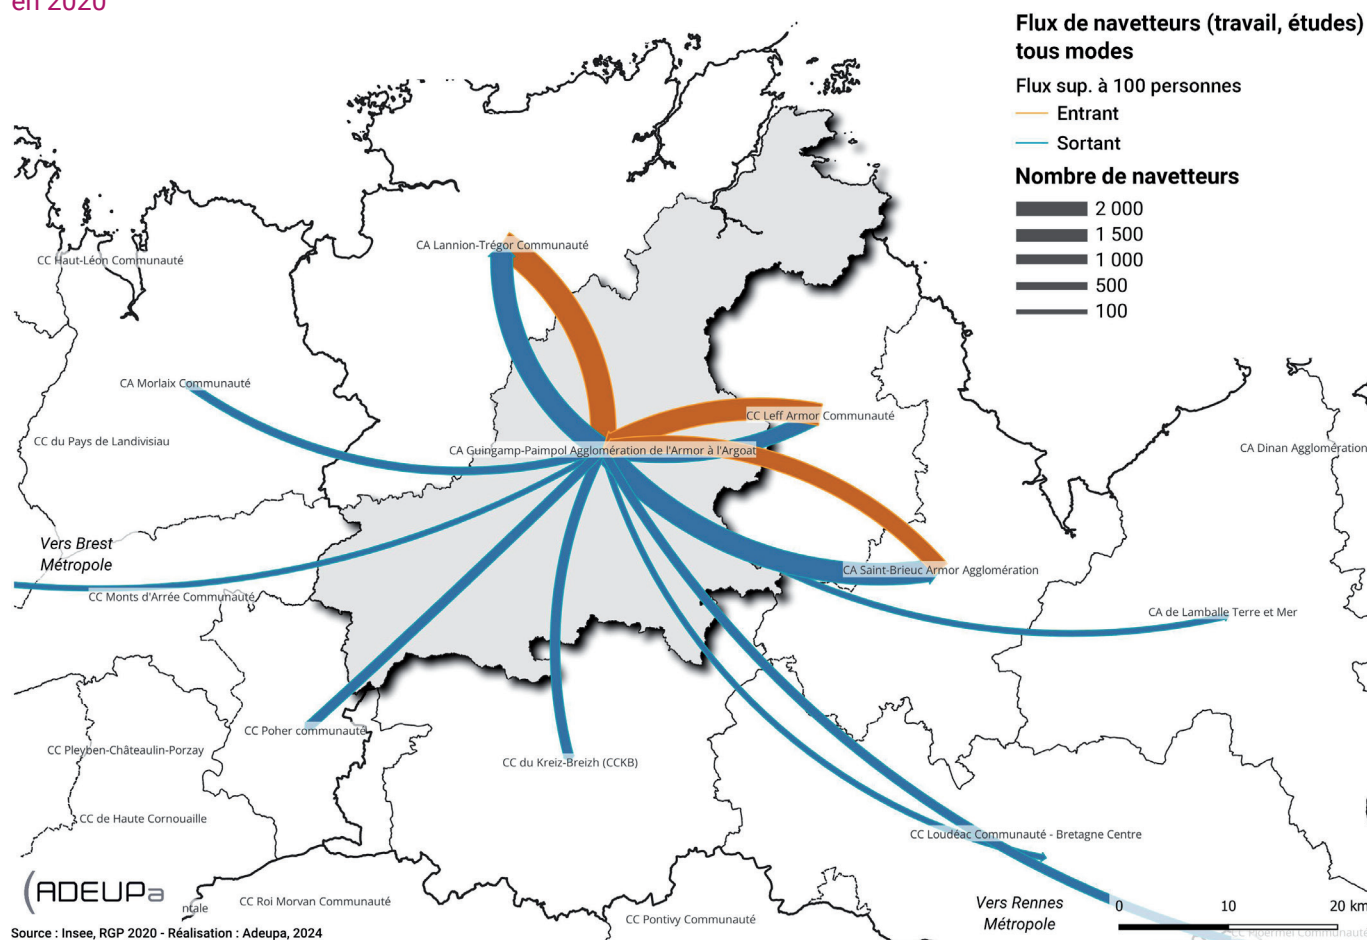 en 2020
Flux de navetteurs (travail, études)
tous modes
Flux sup. à 100 personnes
Entrant
Sortant
Nombre de navetteurs
2 000
1 500
1 000
500
100
CA Lannion-Trégor Communauté
CC Haut-Léon Communauté
CA Morlaix Communauté
CC Leff Armor Communauté
CC du Pays de Landivisiau
CA Guingamp-Paimpol Agglomération de l'Armor à l'Argoat
CA Dinan Agglomération
Vers Brest
Métropole
CA Saint-Brieuc Armor Agglomération
CC Monts d'Arrée Communauté
CA de Lamballe Terre et Mer
CC Poher communauté
CC Pleyben-Châteaulin-Porzay
CC du Kreiz-Breizh (CCKB)
CC de Haute Cornouaille
CC Loudéac Communauté - Bretagne Centre
ADEUPa
ntale
CC Roi Morvan Communauté
CC Pontivy Communauté
Vers Rennes
Métropole
0 10 20 km
CC Ploërmel Communauté
Source : Insee, RGP 2020 - Réalisation : Adeupa, 2024